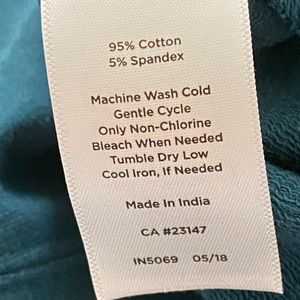 95% Cotton
5% Spandex
Machine Wash Cold
Gentle Cycle
Only Non-Chlorine
Bleach When Needed
Tumble Dry Low
Cool Iron, If Needed
Made in India
CA #23147
IN5069 05/18